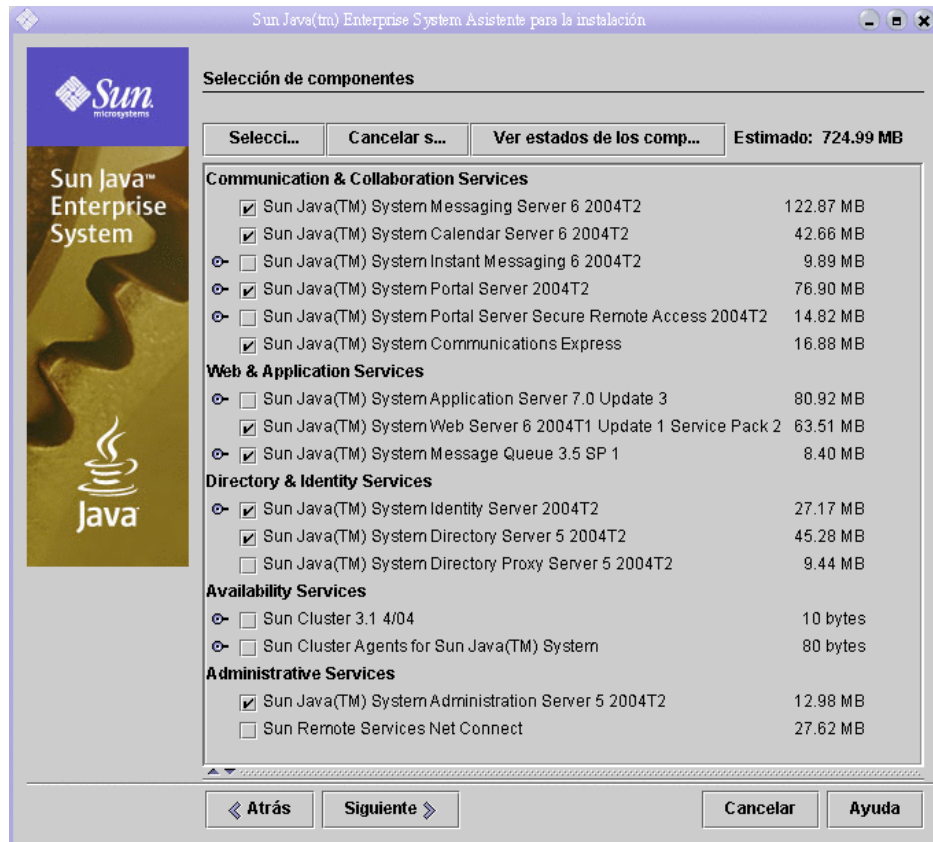 Sun Java(tm) Enterprise System Asistente para la instalación
Sun
microsystems
Sun Java™
Enterprise
System
Java
Selección de componentes
Selecci... Cancelar s... Ver estados de los comp... Estimado: 724.99 MB
Communication & Collaboration Services
Sun Java(TM) System Messaging Server 6 2004T2 122.87 MB
Sun Java(TM) System Calendar Server 6 2004T2 42.66 MB
Sun Java(TM) System Instant Messaging 6 2004T2 9.89 MB
Sun Java(TM) System Portal Server 2004T2 76.90 MB
Sun Java(TM) System Portal Server Secure Remote Access 2004T2 14.82 MB
Sun Java(TM) System Communications Express 16.88 MB
Web & Application Services
Sun Java(TM) System Application Server 7.0 Update 3 80.92 MB
Sun Java(TM) System Web Server 6 2004T1 Update 1 Service Pack 2 63.51 MB
Sun Java(TM) System Message Queue 3.5 SP 1 8.40 MB
Directory & Identity Services
Sun Java(TM) System Identity Server 2004T2 27.17 MB
Sun Java(TM) System Directory Server 5 2004T2 45.28 MB
Sun Java(TM) System Directory Proxy Server 5 2004T2 9.44 MB
Availability Services
Sun Cluster 3.1 4/04 10 bytes
Sun Cluster Agents for Sun Java(TM) System 80 bytes
Administrative Services
Sun Java(TM) System Administration Server 5 2004T2 12.98 MB
Sun Remote Services Net Connect 27.62 MB
Atrás Siguiente Cancelar Ayuda